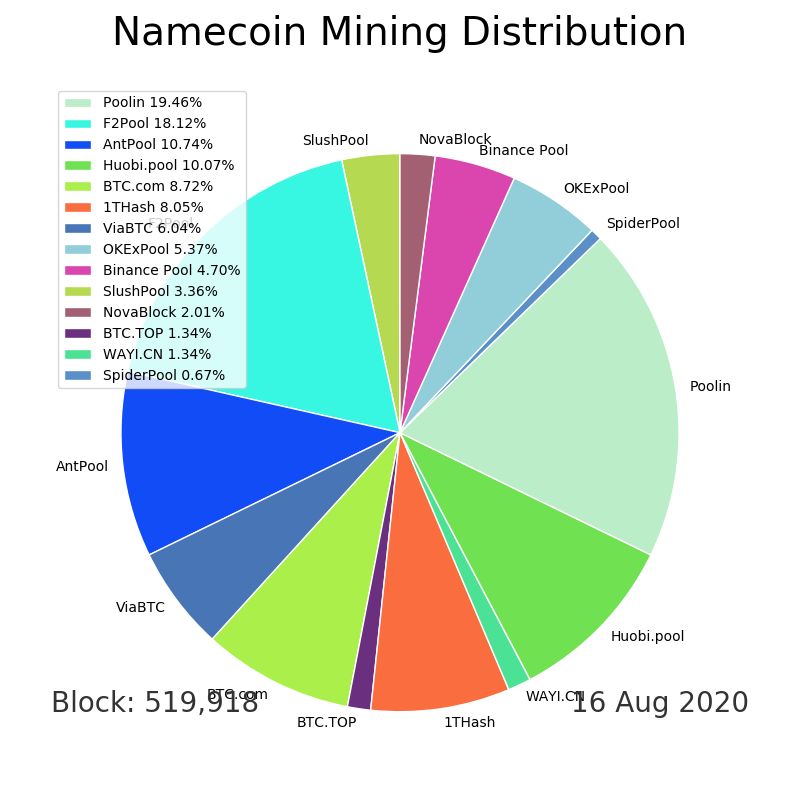 Namecoin Mining Distribution
Poolin 19.46%
F2Pool 18.12%
AntPool 10.74%
Huobi.pool 10.07%
BTC.com 8.72%
1THash 8.05%
ViaBTC 6.04%
OKExPool 5.37%
Binance Pool 4.70%
SlushPool 3.36%
NovaBlock 2.01%
BTC.TOP 1.34%
WAYI.CN 1.34%
SpiderPool 0.67%
SlushPool
NovaBlock
Binance Pool
OKExPool
SpiderPool
F2Pool
Poolin
AntPool
ViaBTC
Huobi.pool
BTC.com
WAYI.CN
BTC.TOP
1THash
Block: 519,918
16 Aug 2020